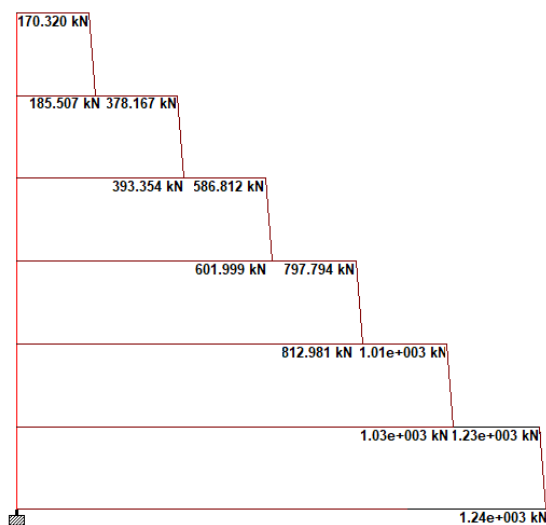 170.320 kN
185.507 kN 378.167 kN
393.354 kN 586.812 kN
601.999 kN 797.794 kN
812.981 kN 1.01e+003 kN
1.03e+003 kN 1.23e+003 kN
1.24e+003 kN